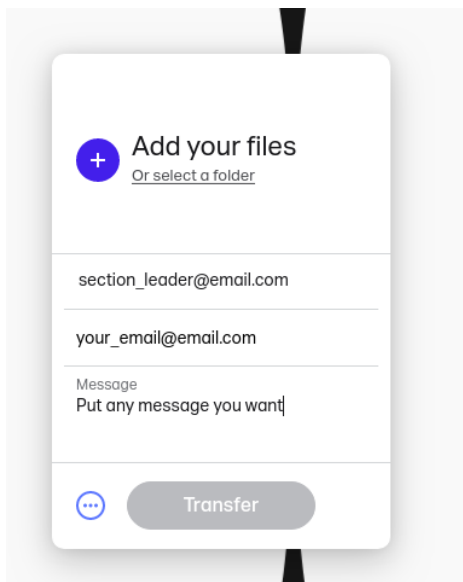 Add your files
Or select a folder
section_leader@email.com
your_email@email.com
Message
Put any message you want
Transfer